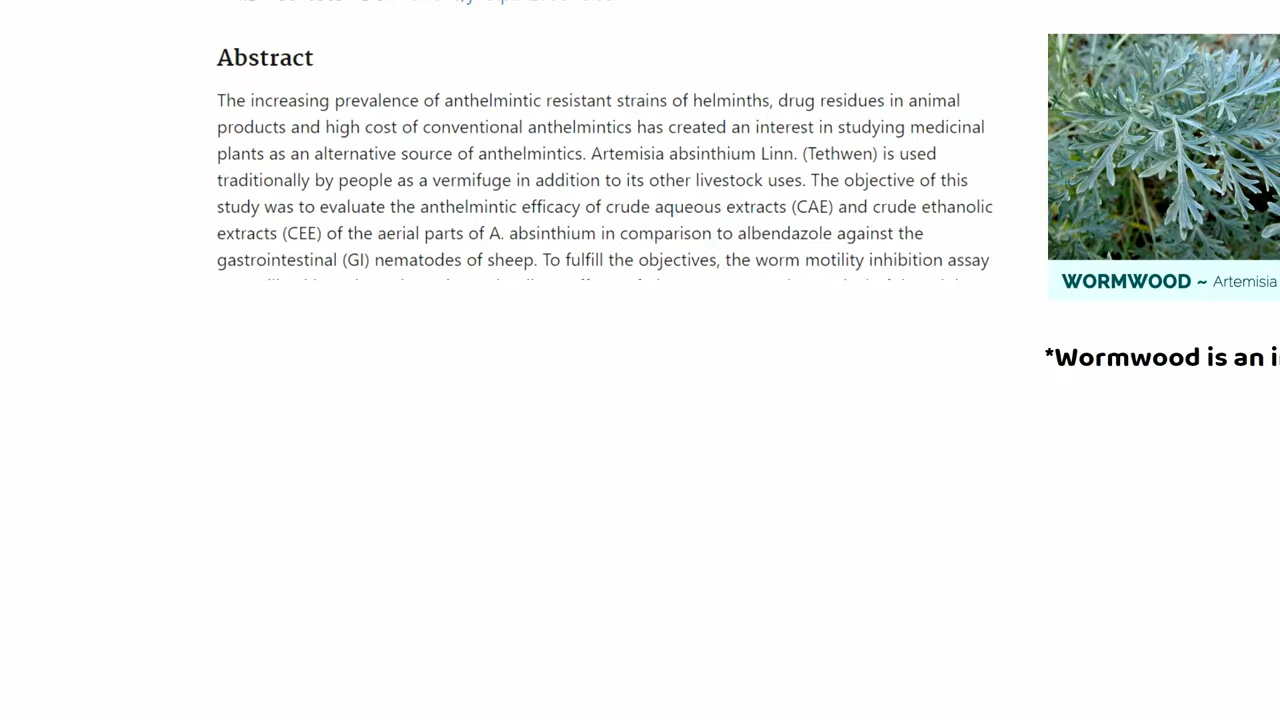 Abstract
The increasing prevalence of anthelmintic resistant strains of helminths, drug residues in animal
products and high cost of conventional anthelmintics has created an interest in studying medicinal
plants as an alternative source of anthelmintics. Artemisia absinthium Linn. (Tethwen) is used
traditionally by people as a vermifuge in addition to its other livestock uses. The objective of this
study was to evaluate the anthelmintic efficacy of crude aqueous extracts (CAE) and crude ethanolic
extracts (CEE) of the aerial parts of A. absinthium in comparison to albendazole against the
gastrointestinal (GI) nematodes of sheep. To fulfill the objectives, the worm motility inhibition assay
WORMWOOD ~ Artemisia
*Wormwood is an